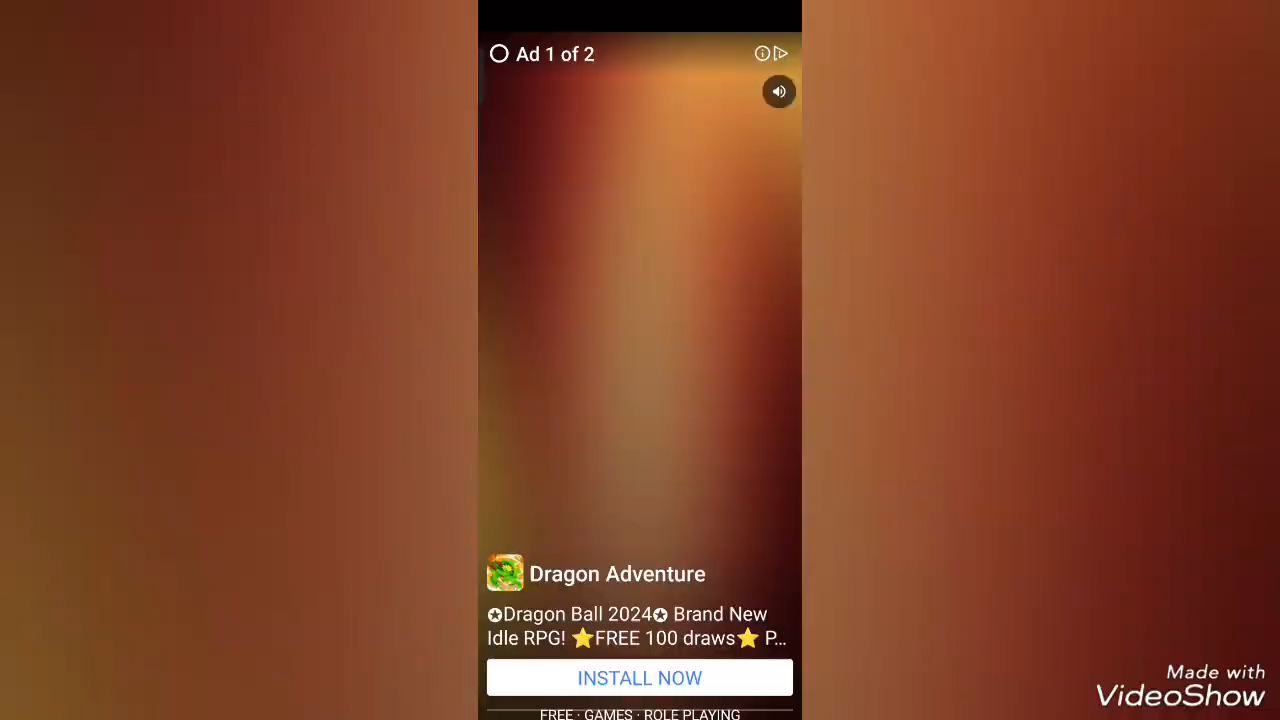 Ad 1 of 2
Dragon Adventure
✪Dragon Ball 2024✪ Brand New
Idle RPG! ⭐FREE 100 draws⭐ P...
INSTALL NOW
FREE · GAMES · ROLE PLAYING
Made with
VideoShow